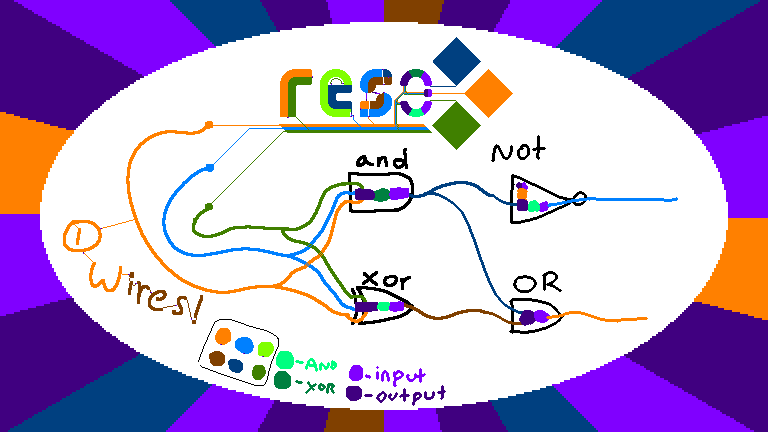 reso
and
Not
1
Wires!
xor
OR
-AND
-XOR
-input
-output